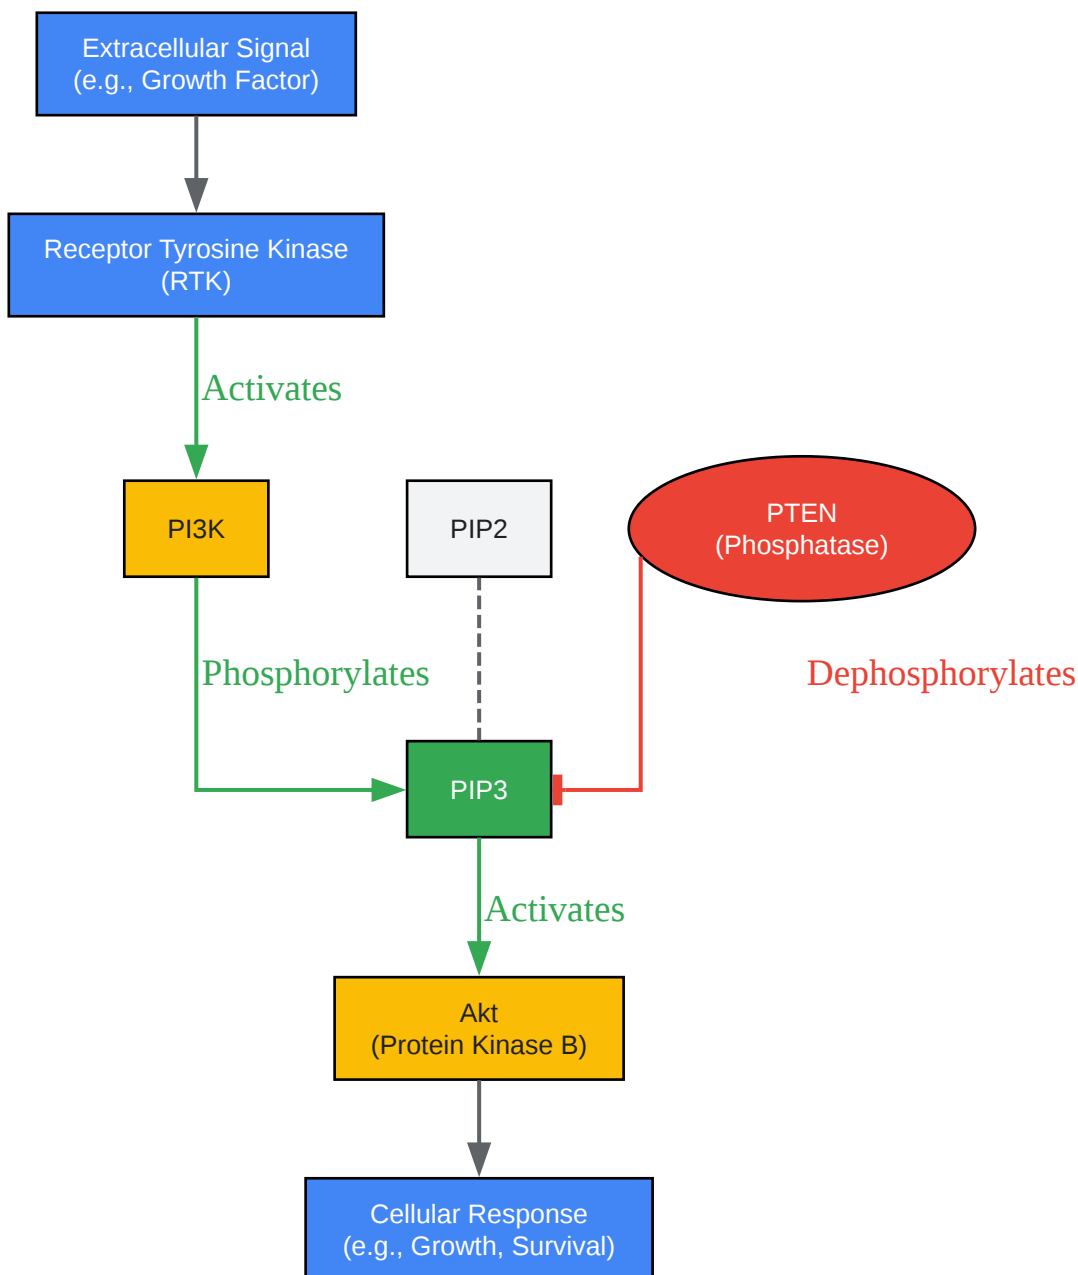 Extracellular Signal
(e.g., Growth Factor)
Receptor Tyrosine Kinase
(RTK)
Activates
PI3K
PIP2
PTEN
(Phosphatase)
Phosphorylates
Dephosphorylates
PIP3
Activates
Akt
(Protein Kinase B)
Cellular Response
(e.g., Growth, Survival)